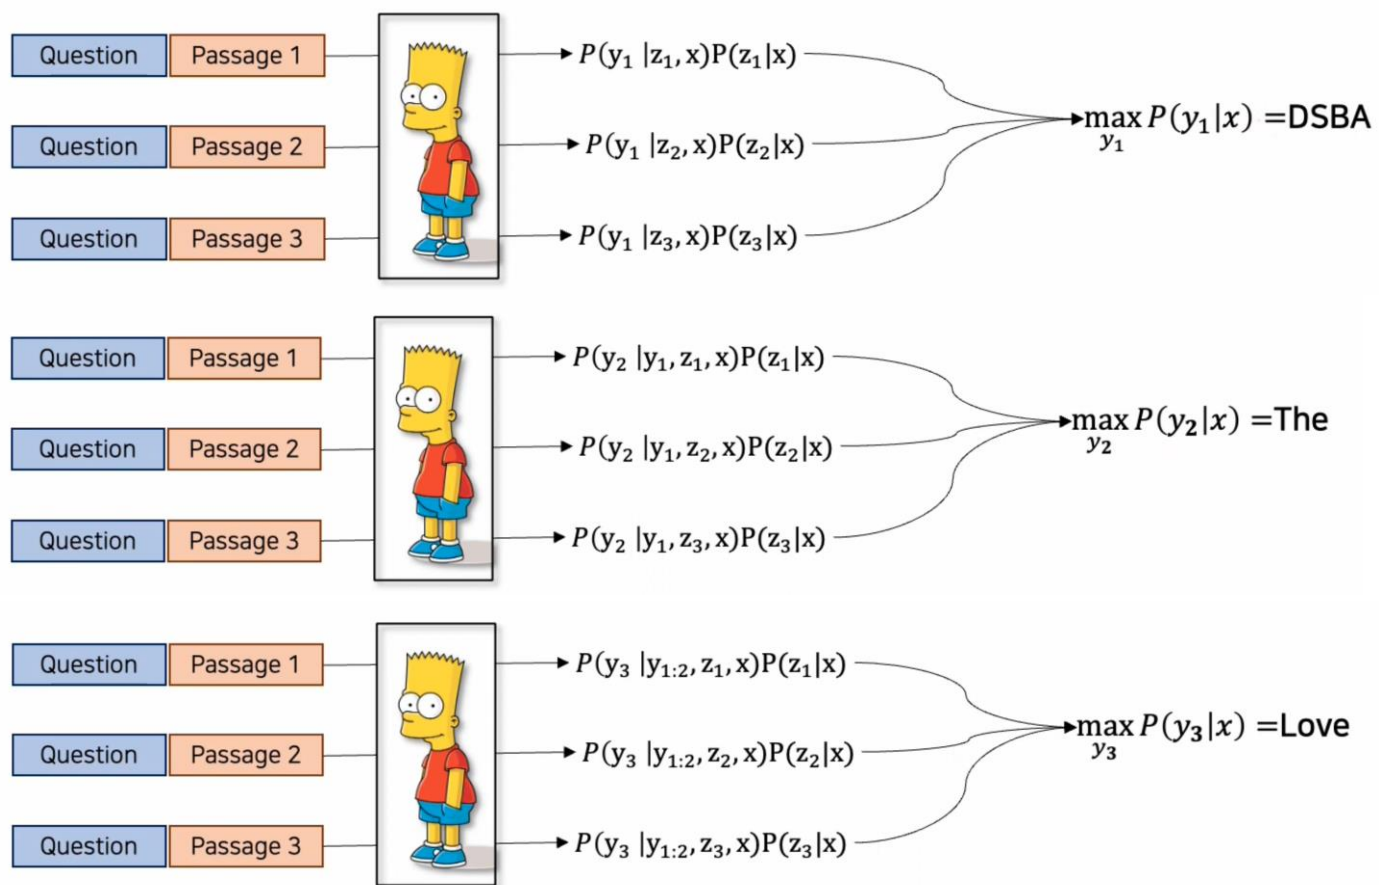 Question Passage 1 P(y₁ |z₁, x)P(z₁|x)
max P(y₁|x) =DSBA
y₁
Question Passage 2 P(y₁ |z₂, x)P(z₂|x)
Question Passage 3 P(y₁ |z₃, x)P(z₃|x)
Question Passage 1 P(y₂ |y₁, z₁, x)P(z₁|x)
max P(y₂|x) =The
y₂
Question Passage 2 P(y₂ |y₁, z₂, x)P(z₂|x)
Question Passage 3 P(y₂ |y₁, z₃, x)P(z₃|x)
Question Passage 1 P(y₃ |y₁:₂, z₁, x)P(z₁|x)
max P(y₃|x) =Love
y₃
Question Passage 2 P(y₃ |y₁:₂, z₂, x)P(z₂|x)
Question Passage 3 P(y₃ |y₁:₂, z₃, x)P(z₃|x)